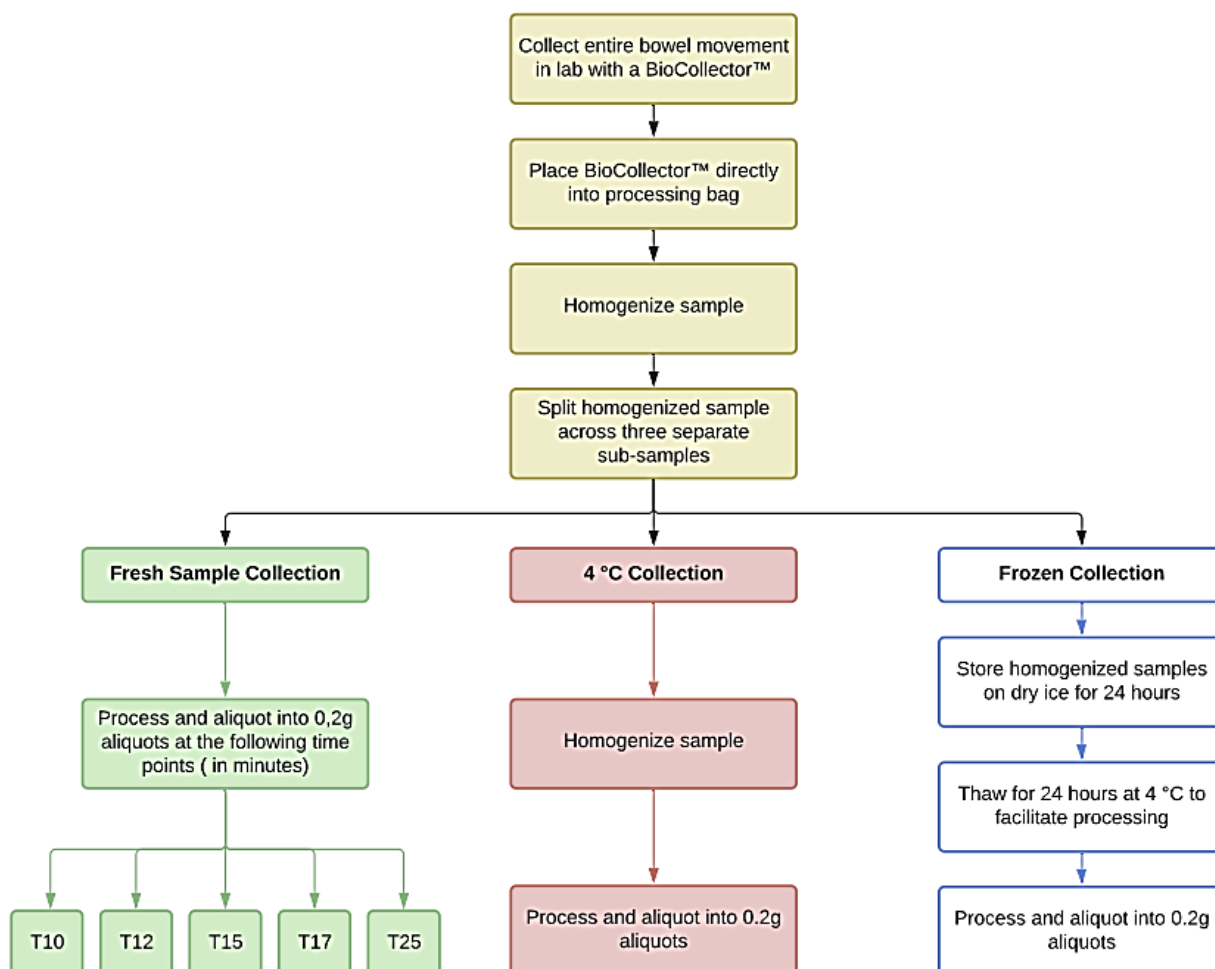 Collect entire bowel movement
in lab with a BioCollector™
Place BioCollector™ directly
into processing bag
Homogenize sample
Split homogenized sample
across three separate
sub-samples
Fresh Sample Collection
Process and aliquot into 0,2g
aliquots at the following time
points ( in minutes)
T10
T12
T15
T17
T25
4 °C Collection
Homogenize sample
Process and aliquot into 0.2g
aliquots
Frozen Collection
Store homogenized samples
on dry ice for 24 hours
Thaw for 24 hours at 4 °C to
facilitate processing
Process and aliquot into 0.2g
aliquots